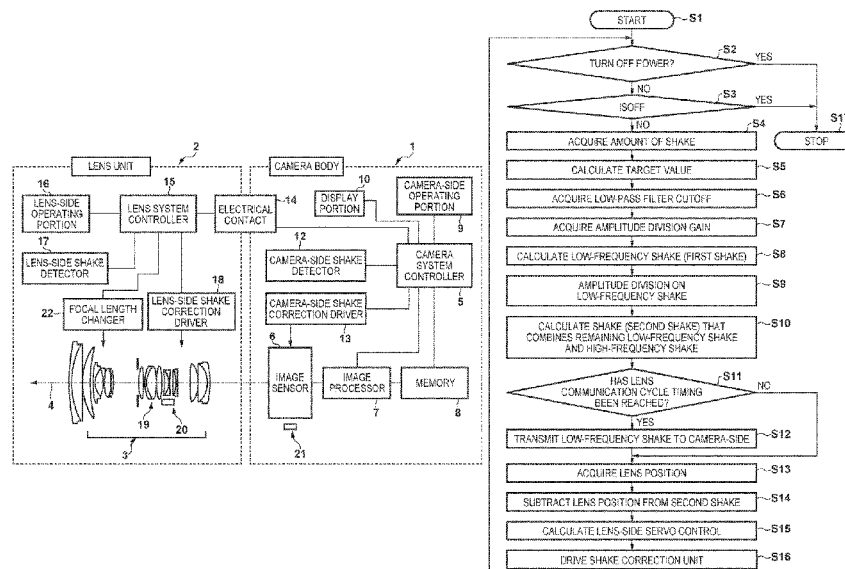 LENS UNIT
2
CAMERA BODY
1
16
LENS-SIDE
OPERATING
PORTION
15
LENS SYSTEM
CONTROLLER
ELECTRICAL
CONTACT
14
10
DISPLAY
PORTION
CAMERA-SIDE
OPERATING
PORTION
9
17
LENS-SIDE SHAKE
DETECTOR
12
CAMERA-SIDE SHAKE
DETECTOR
CAMERA
SYSTEM
CONTROLLER
5
22
FOCAL LENGTH
CHANGER
18
LENS-SIDE SHAKE
CORRECTION
DRIVER
CAMERA-SIDE SHAKE
CORRECTION DRIVER
13
6
IMAGE
SENSOR
IMAGE
PROCESSOR
7
MEMORY
8
4
19
20
3
21
START
S1
TURN OFF POWER?
S2
YES
NO
ISOFF
S3
YES
NO
S17
STOP
ACQUIRE AMOUNT OF SHAKE
S4
CALCULATE TARGET VALUE
S5
ACQUIRE LOW-PASS FILTER CUTOFF
S6
ACQUIRE AMPLITUDE DIVISION GAIN
S7
CALCULATE LOW-FREQUENCY SHAKE (FIRST SHAKE)
S8
AMPLITUDE DIVISION ON
LOW-FREQUENCY SHAKE
S9
CALCULATE SHAKE (SECOND SHAKE) THAT
COMBINES REMAINING LOW-FREQUENCY SHAKE
AND HIGH-FREQUENCY SHAKE
S10
HAS LENS
COMMUNICATION CYCLE TIMING
BEEN REACHED?
S11
NO
YES
TRANSMIT LOW-FREQUENCY SHAKE TO CAMERA-SIDE
S12
ACQUIRE LENS POSITION
S13
SUBTRACT LENS POSITION FROM SECOND SHAKE
S14
CALCULATE LENS-SIDE SERVO CONTROL
S15
DRIVE SHAKE CORRECTION UNIT
S16